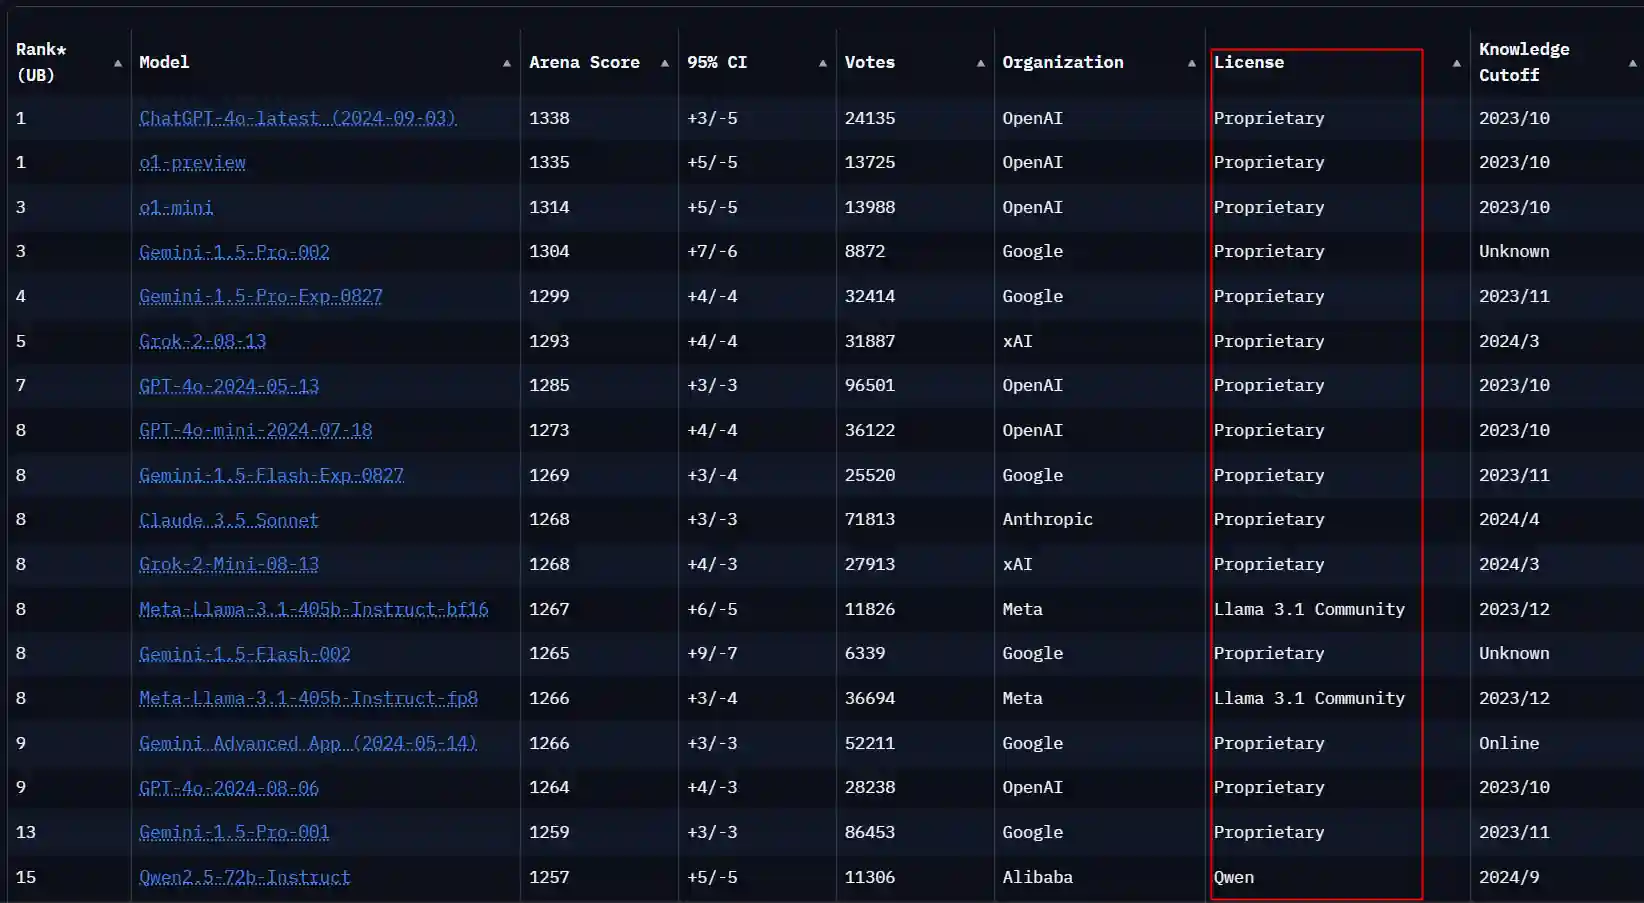 Rank* (UB) Model Arena Score 95% CI Votes Organization License Knowledge Cutoff
1 ChatGPT-4o-latest (2024-09-03) 1338 +3/-5 24135 OpenAI Proprietary 2023/10
1 o1-preview 1335 +5/-5 13725 OpenAI Proprietary 2023/10
3 o1-mini 1314 +5/-5 13988 OpenAI Proprietary 2023/10
3 Gemini-1.5-Pro-002 1304 +7/-6 8872 Google Proprietary Unknown
4 Gemini-1.5-Pro-Exp-0827 1299 +4/-4 32414 Google Proprietary 2023/11
5 Grok-2-08-13 1293 +4/-4 31887 xAI Proprietary 2024/3
7 GPT-4o-2024-05-13 1285 +3/-3 96501 OpenAI Proprietary 2023/10
8 GPT-4o-mini-2024-07-18 1273 +4/-4 36122 OpenAI Proprietary 2023/10
8 Gemini-1.5-Flash-Exp-0827 1269 +3/-4 25520 Google Proprietary 2023/11
8 Claude 3.5 Sonnet 1268 +3/-3 71813 Anthropic Proprietary 2024/4
8 Grok-2-Mini-08-13 1268 +4/-3 27913 xAI Proprietary 2024/3
8 Meta-Llama-3.1-405b-Instruct-bf16 1267 +6/-5 11826 Meta Llama 3.1 Community 2023/12
8 Gemini-1.5-Flash-002 1265 +9/-7 6339 Google Proprietary Unknown
8 Meta-Llama-3.1-405b-Instruct-fp8 1266 +3/-4 36694 Meta Llama 3.1 Community 2023/12
9 Gemini Advanced App (2024-05-14) 1266 +3/-3 52211 Google Proprietary Online
9 GPT-4o-2024-08-06 1264 +4/-3 28238 OpenAI Proprietary 2023/10
13 Gemini-1.5-Pro-001 1259 +3/-3 86453 Google Proprietary 2023/11
15 Qwen2.5-72b-Instruct 1257 +5/-5 11306 Alibaba Qwen 2024/9